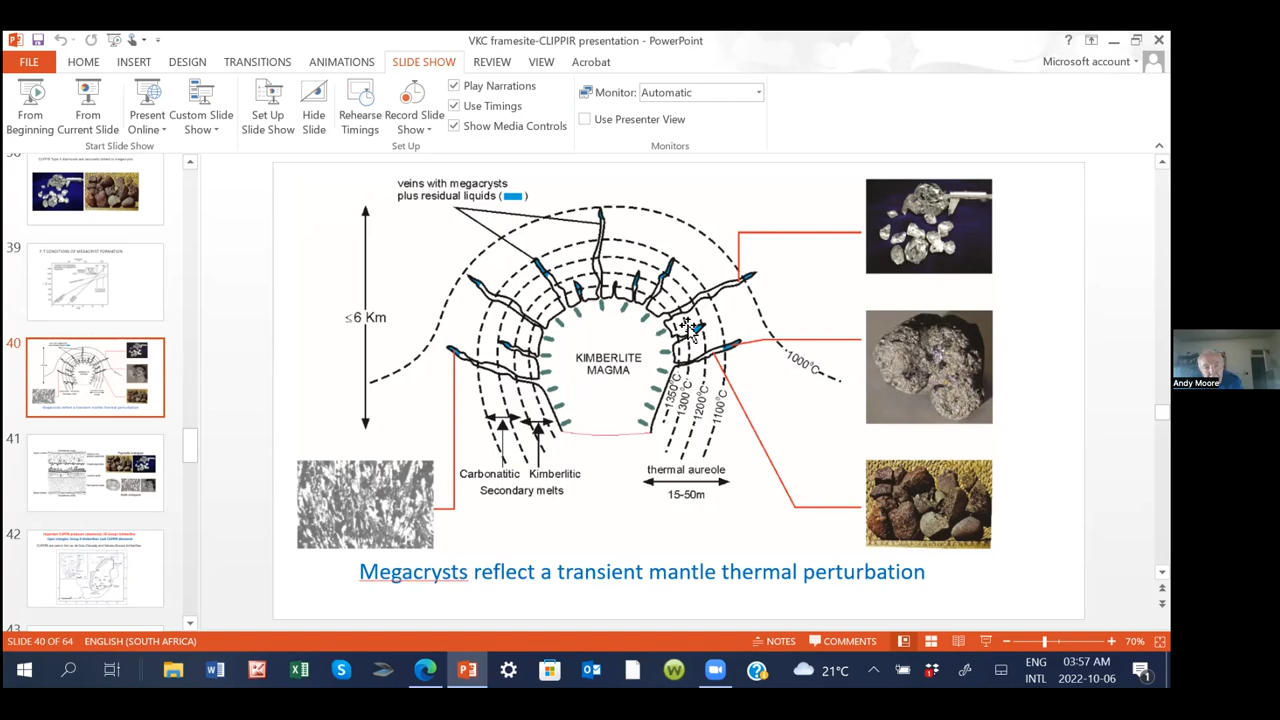 VKC framesite-CLIPPIR presentation - PowerPoint
FILE HOME INSERT DESIGN TRANSITIONS ANIMATIONS SLIDE SHOW REVIEW VIEW Acrobat
Microsoft account
From Beginning
From Current Slide
Present Online
Custom Slide Show
Set Up Slide Show
Hide Slide
Rehearse Timings
Record Slide Show
Play Narrations
Use Timings
Show Media Controls
Monitor: Automatic
Use Presenter View
Start Slide Show
Set Up
Monitors
39
40
41
42
veins with megacrysts
plus residual liquids ( )
≤6 Km
KIMBERLITE
MAGMA
1350°C
1300°C
1200°C
1100°C
1000°C
Carbonatitic Kimberlitic
Secondary melts
thermal aureole
15-50m
Megacrysts reflect a transient mantle thermal perturbation
Andy Moore
SLIDE 40 OF 64
ENGLISH (SOUTH AFRICA)
NOTES
COMMENTS
70%
21°C
ENG
INTL
03:57 AM
2022-10-06
1